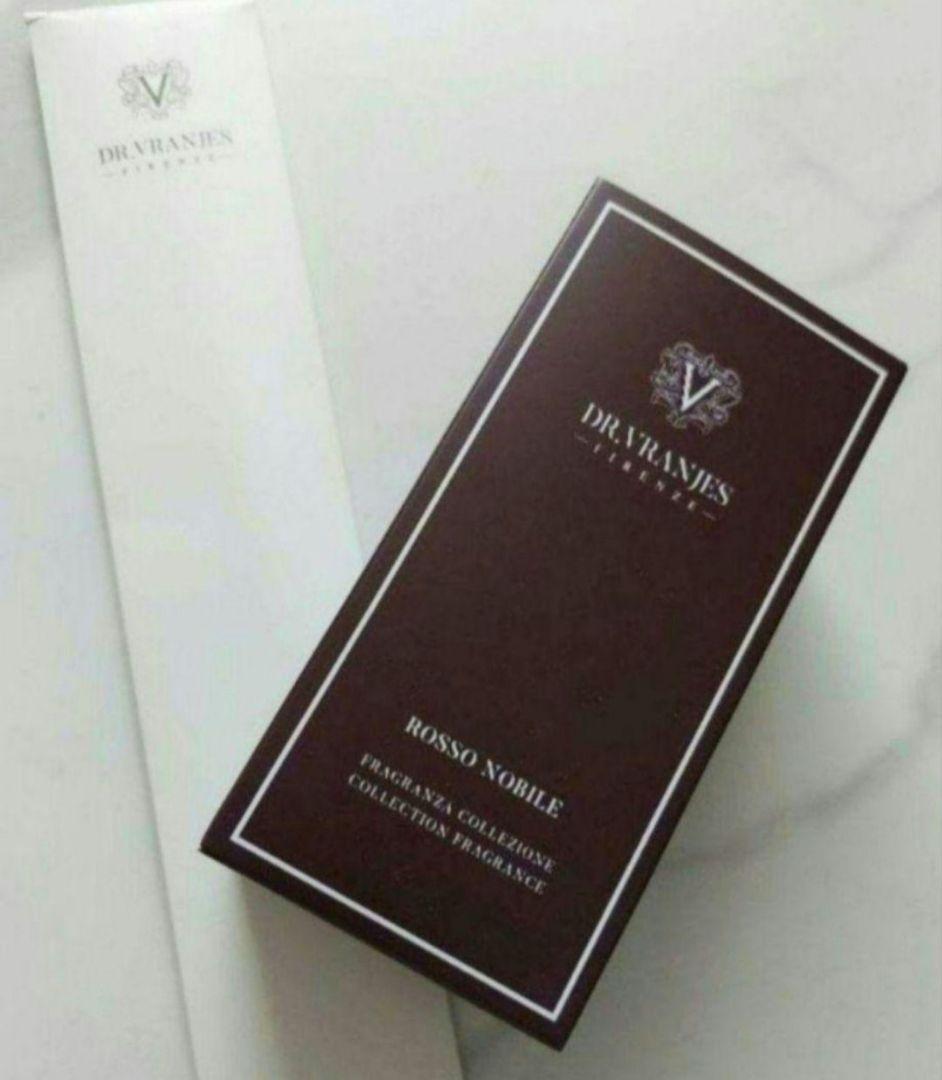 V
DR.VRANJES
FIRENZE
V
DR.VRANJES
FIRENZE
ROSSO NOBILE
FRAGRANZA COLLEZIONE
COLLECTION FRAGRANCE